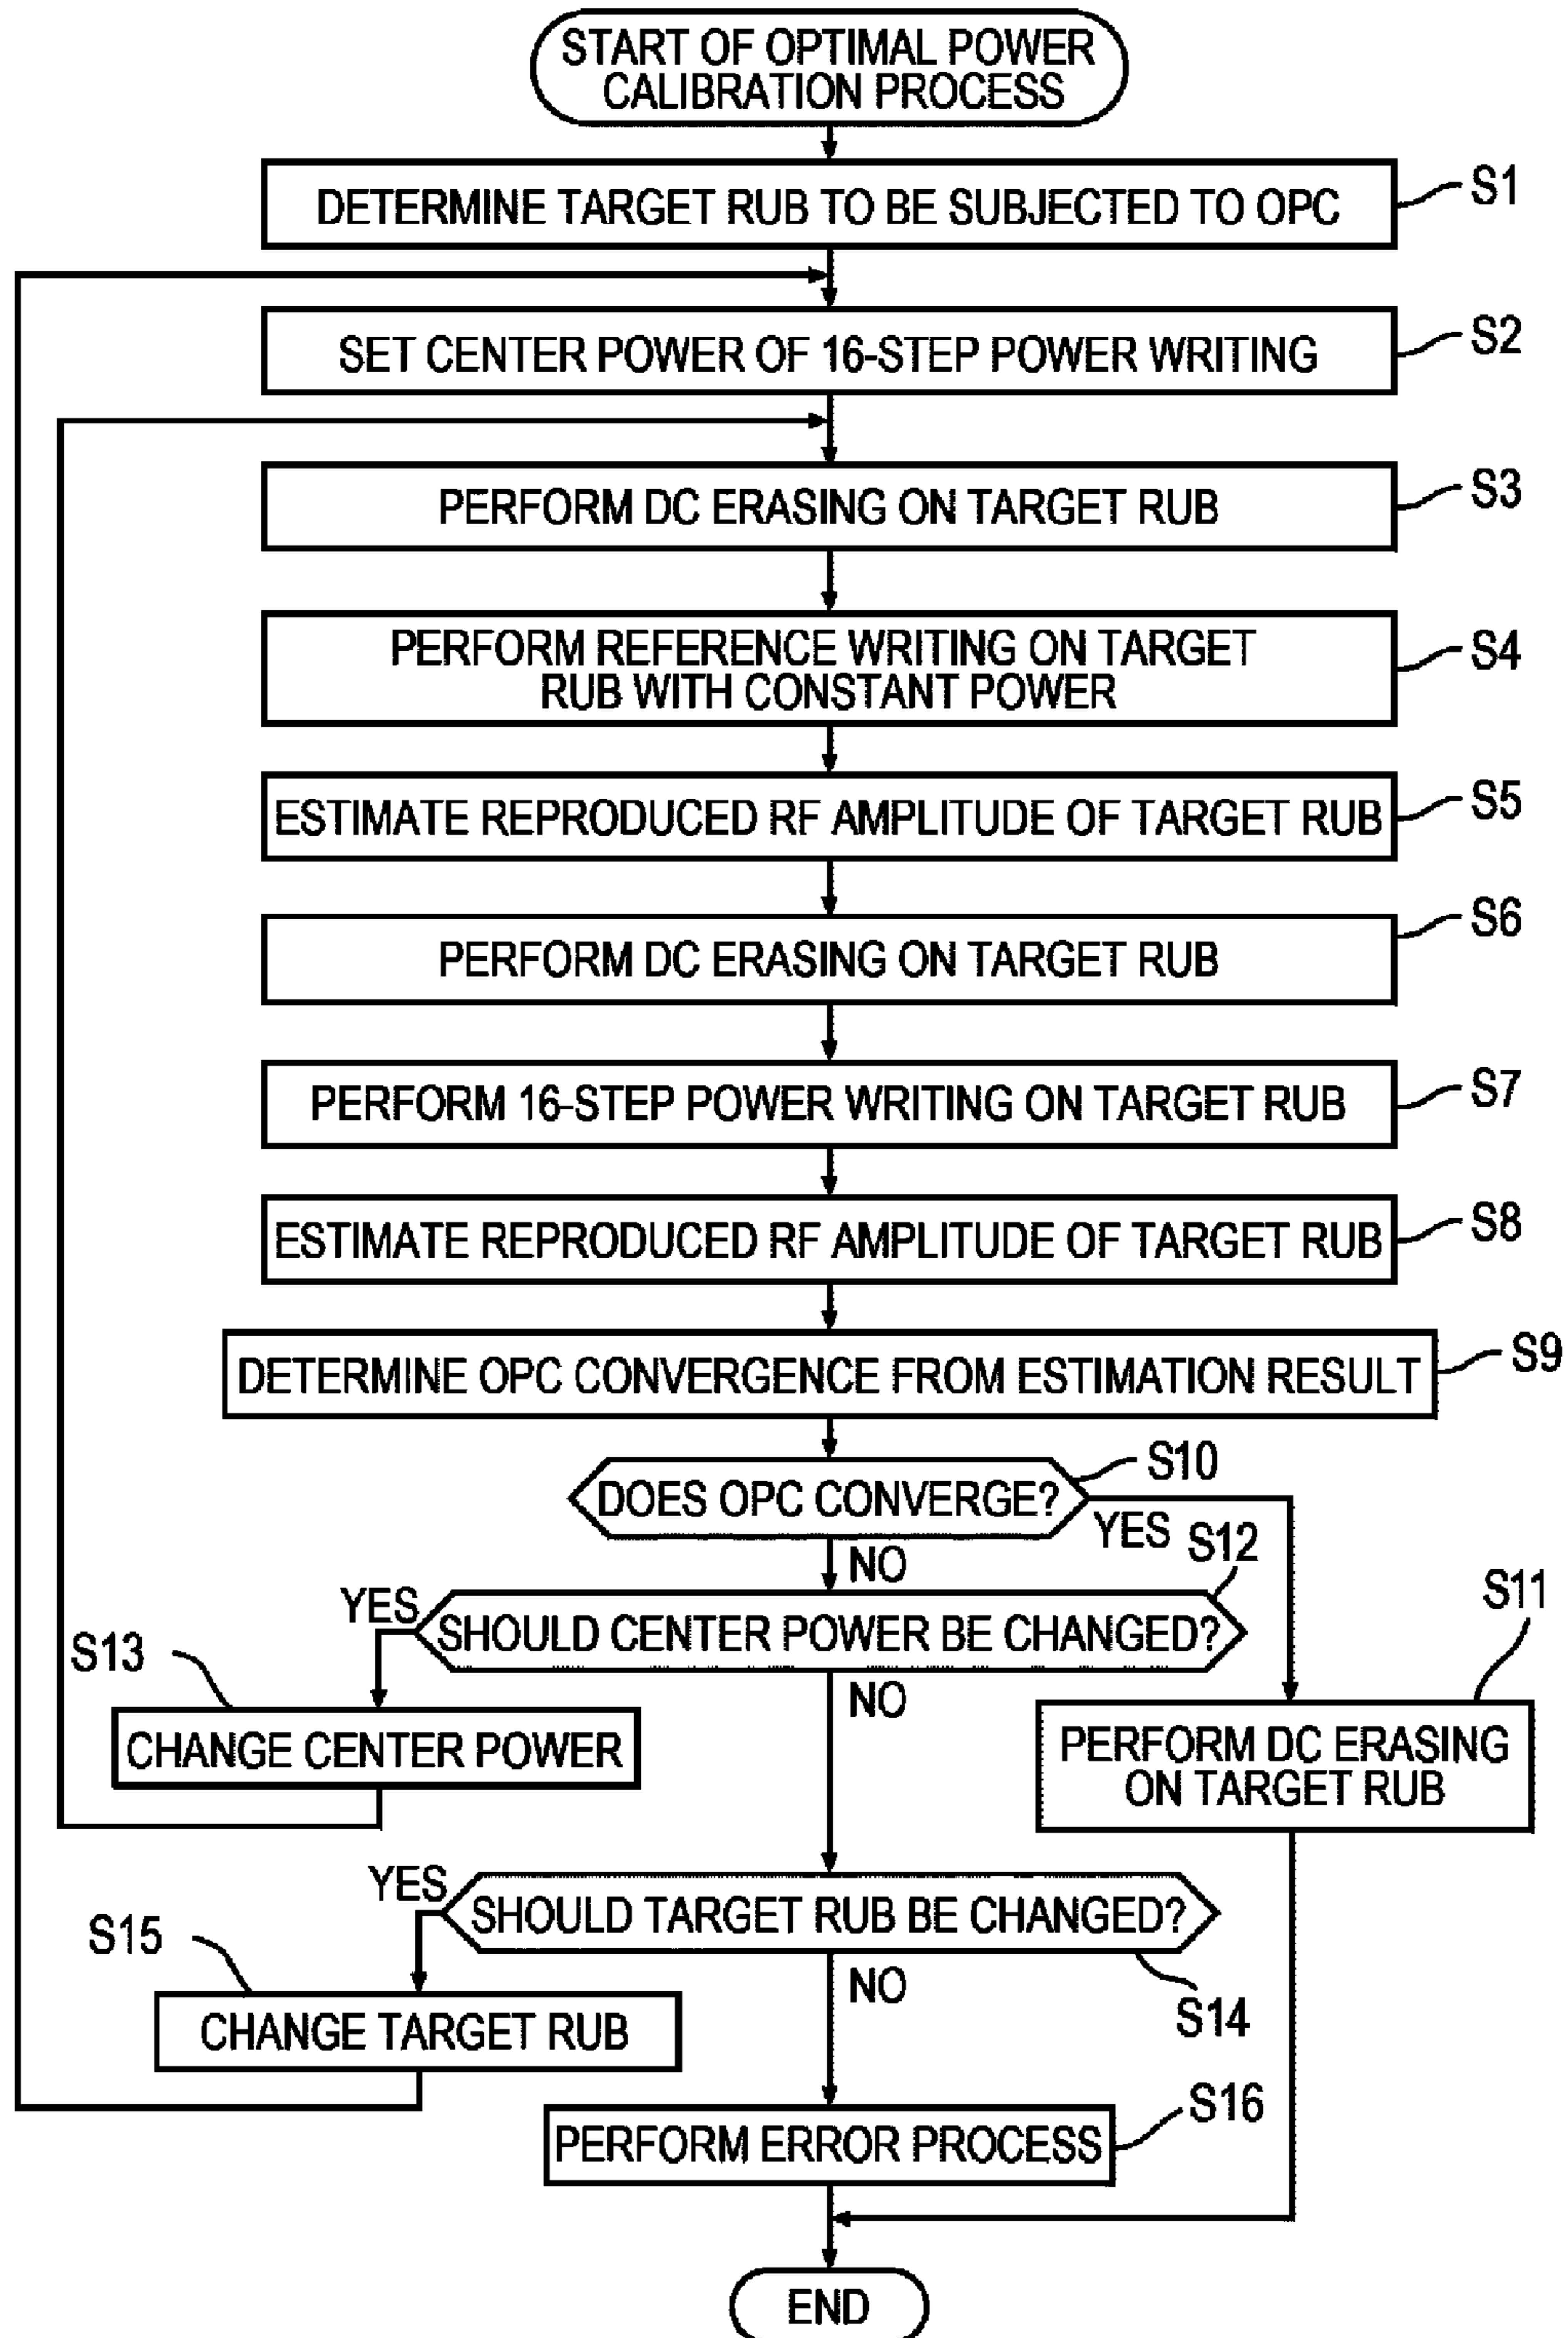 START OF OPTIMAL POWER
CALIBRATION PROCESS
DETERMINE TARGET RUB TO BE SUBJECTED TO OPC
S1
SET CENTER POWER OF 16-STEP POWER WRITING
S2
PERFORM DC ERASING ON TARGET RUB
S3
PERFORM REFERENCE WRITING ON TARGET
RUB WITH CONSTANT POWER
S4
ESTIMATE REPRODUCED RF AMPLITUDE OF TARGET RUB
S5
PERFORM DC ERASING ON TARGET RUB
S6
PERFORM 16-STEP POWER WRITING ON TARGET RUB
S7
ESTIMATE REPRODUCED RF AMPLITUDE OF TARGET RUB
S8
DETERMINE OPC CONVERGENCE FROM ESTIMATION RESULT
S9
DOES OPC CONVERGE?
S10
YES
NO
S12
SHOULD CENTER POWER BE CHANGED?
YES
NO
S13
CHANGE CENTER POWER
S11
PERFORM DC ERASING
ON TARGET RUB
SHOULD TARGET RUB BE CHANGED?
YES
NO
S14
S15
CHANGE TARGET RUB
PERFORM ERROR PROCESS
S16
END